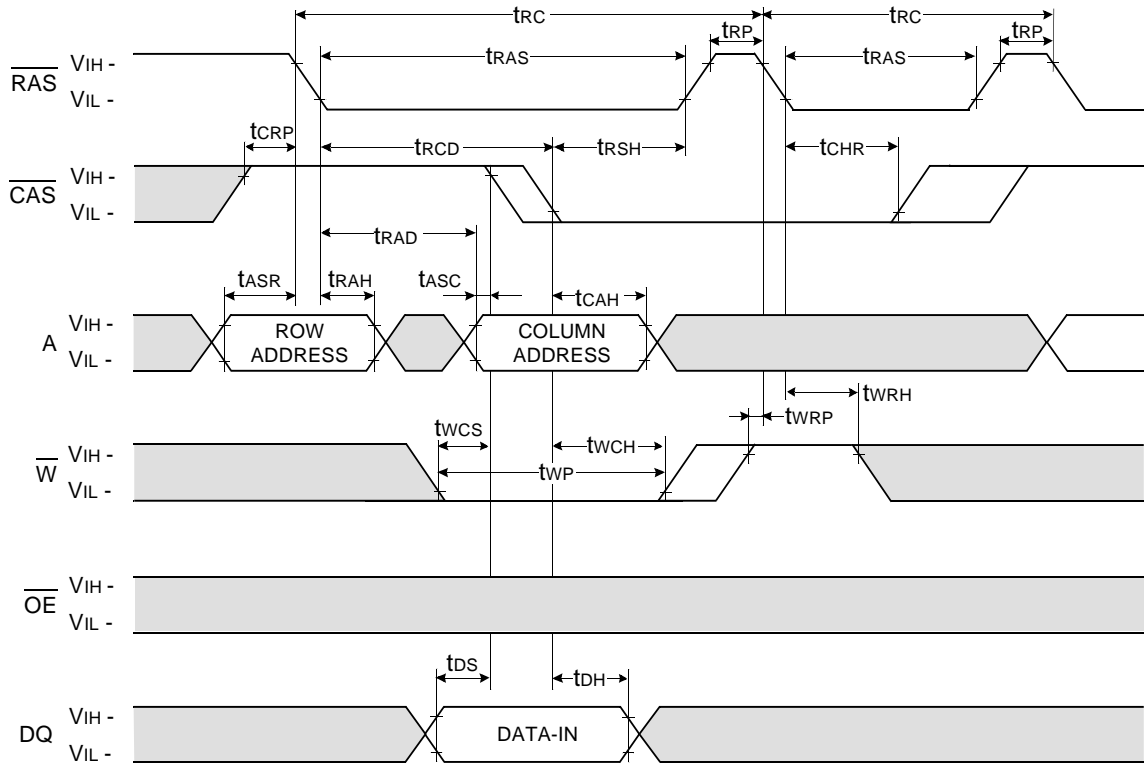 tRC tRC
tRP tRP
tRAS tRAS
RAS VIH -
VIL -
tCRP tRCD tRSH tCHR
CAS VIH -
VIL -
tRAD
tASR tRAH tASC tCAH
A VIH -
VIL -
ROW
ADDRESS
COLUMN
ADDRESS
tWRH
tWRP
tWCS tWCH
tWP
W VIH -
VIL -
OE VIH -
VIL -
tDS tDH
DQ VIH -
VIL -
DATA-IN